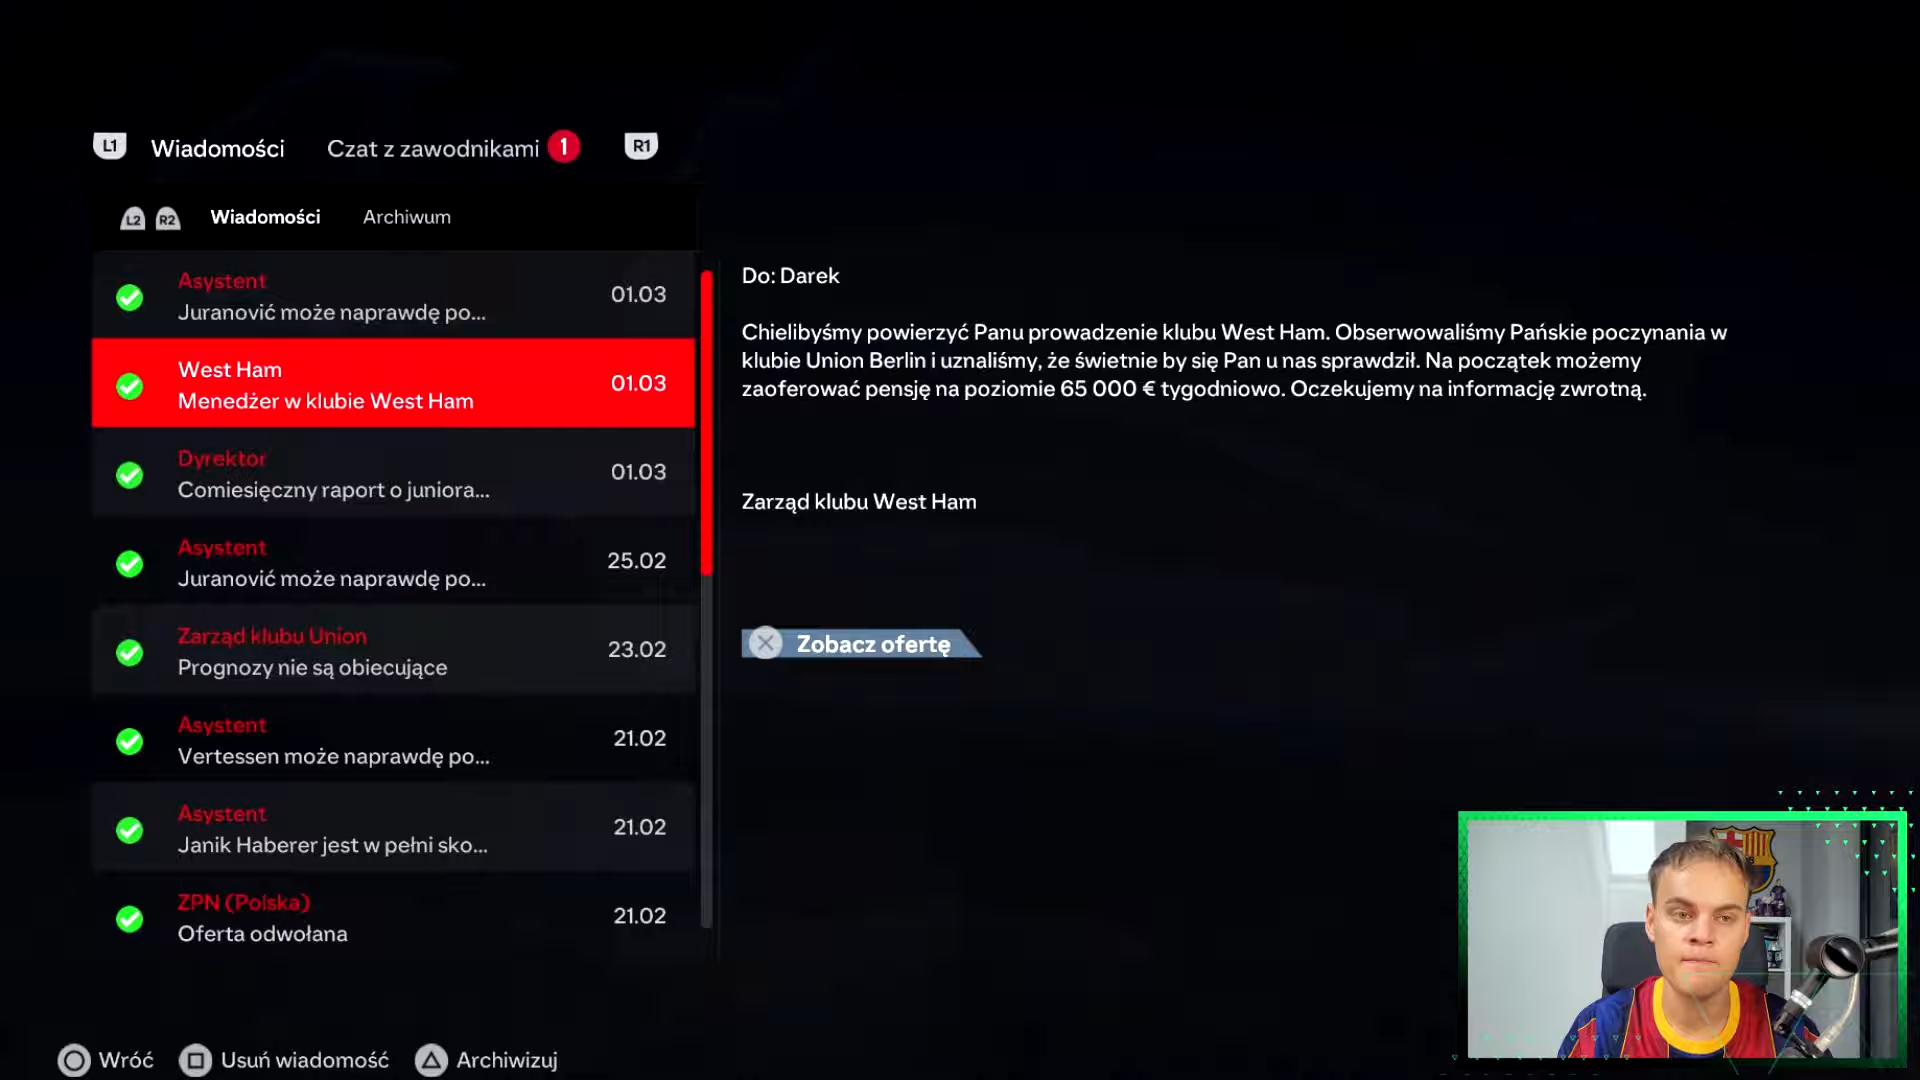 L1 Wiadomości Czat z zawodnikami 1 R1
L2 R2 Wiadomości Archiwum
Asystent
Juranović może naprawdę po...
01.03
West Ham
Menedżer w klubie West Ham
01.03
Dyrektor
Comiesięczny raport o juniora...
01.03
Asystent
Juranović może naprawdę po...
25.02
Zarząd klubu Union
Prognozy nie są obiecujące
23.02
Asystent
Vertessen może naprawdę po...
21.02
Asystent
Janik Haberer jest w pełni sko...
21.02
ZPN (Polska)
Oferta odwołana
21.02
Do: Darek
Chielibyśmy powierzyć Panu prowadzenie klubu West Ham. Obserwowaliśmy Pańskie poczynania w
klubie Union Berlin i uznaliśmy, że świetnie by się Pan u nas sprawdził. Na początek możemy
zaoferować pensję na poziomie 65 000 € tygodniowo. Oczekujemy na informację zwrotną.
Zarząd klubu West Ham
Zobacz ofertę
Wróć Usuń wiadomość Archiwizuj